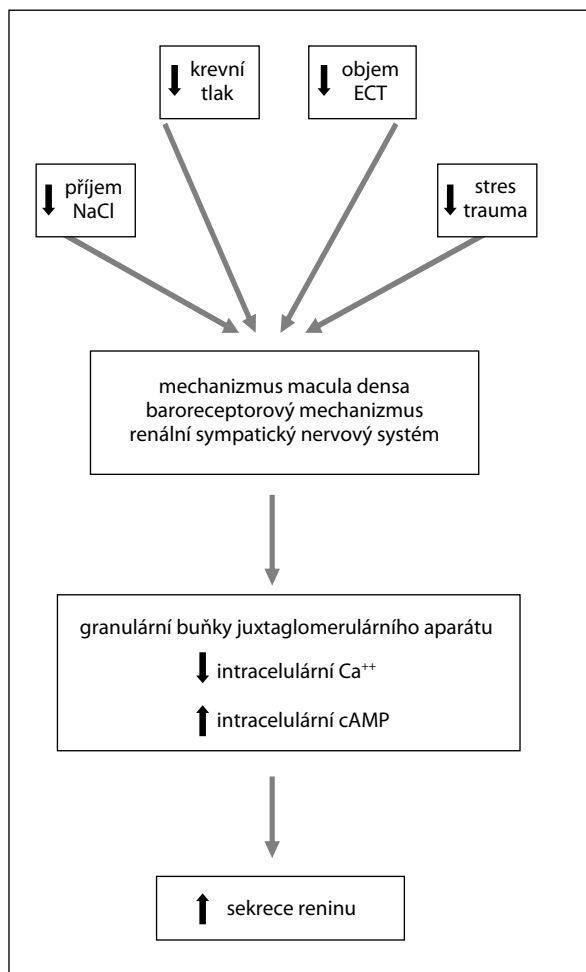 krevní
tlak
objem
ECT
příjem
NaCl
stres
trauma
mechanizmus macula densa
baroreceptorový mechanizmus
renální sympatický nervový systém
granulární buňky juxtaglomerulárního aparátu
intracelulární Ca⁺⁺
intracelulární cAMP
sekrece reninu